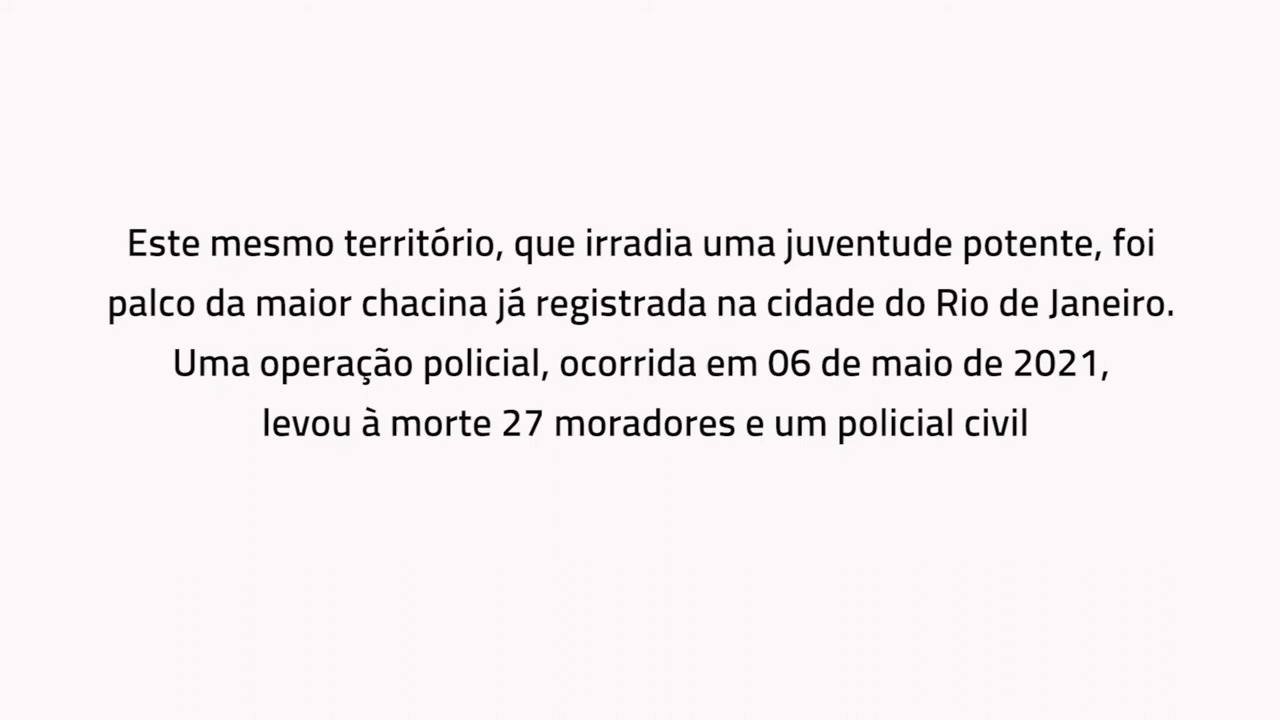 Este mesmo território, que irradia uma juventude potente, foi
palco da maior chacina já registrada na cidade do Rio de Janeiro.
Uma operação policial, ocorrida em 06 de maio de 2021,
levou à morte 27 moradores e um policial civil